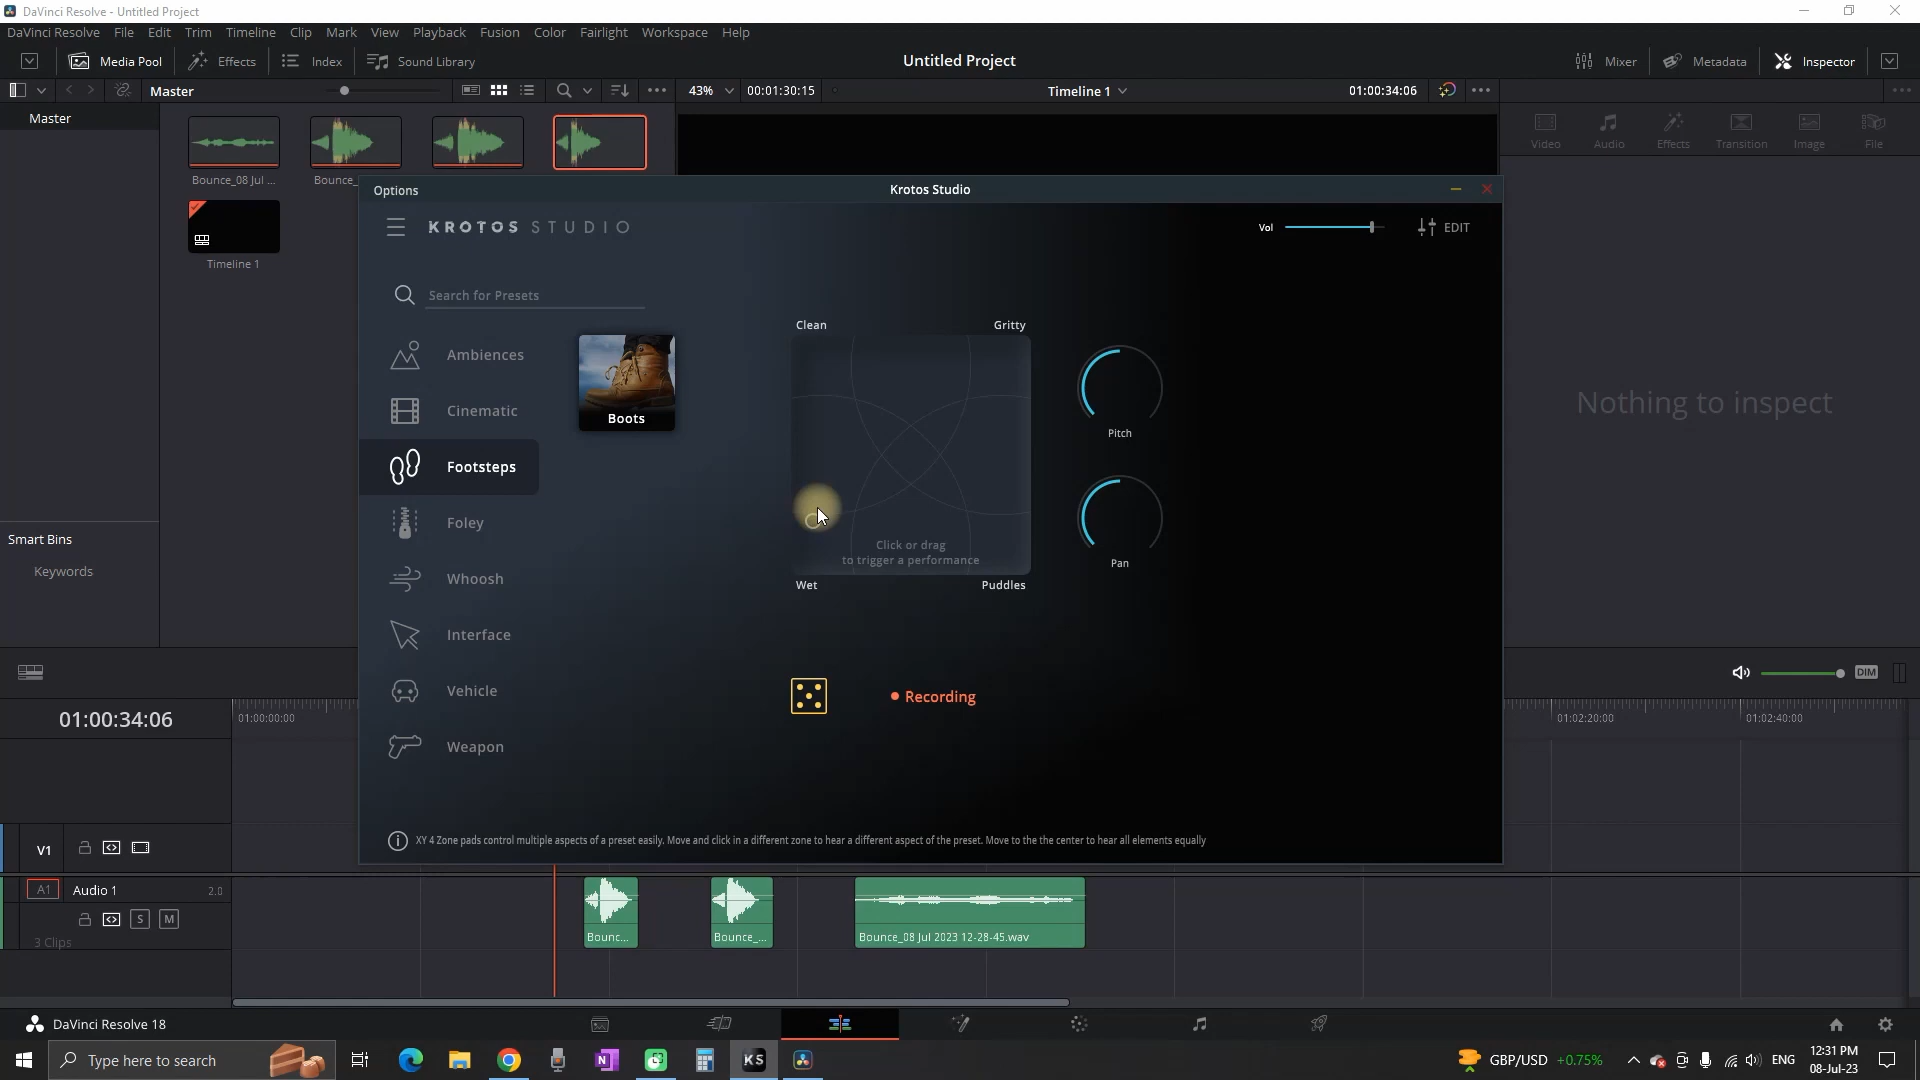 DaVinci Resolve - Untitled Project
DaVinci Resolve File Edit Trim Timeline Clip Mark View Playback Fusion Color Fairlight Workspace Help
Media Pool Effects Index Sound Library Untitled Project Mixer Metadata Inspector
Master 43% 00:01:30:15 Timeline 1 01:00:34:06
Master
Video Audio Effects Transition Image File
Bounce_08 Jul ... Bounce_
Timeline 1
Options Krotos Studio
KROTOS STUDIO Vol EDIT
Search for Presets
Ambiences
Cinematic
Footsteps
Foley
Whoosh
Interface
Vehicle
Weapon
Boots
Clean Gritty
Click or drag
to trigger a performance
Wet Puddles
Pitch
Pan
Recording
XY 4 Zone pads control multiple aspects of a preset easily. Move and click in a different zone to hear a different aspect of the preset. Move to the the center to hear all elements equally
Nothing to inspect
Smart Bins
Keywords
DIM
01:00:34:06 01:00:00:00 01:02:20:00 01:02:40:00
V1
A1 Audio 1 2.0
S M
3 Clips
Bounc... Bounce_... Bounce_08 Jul 2023 12-28-45.wav
DaVinci Resolve 18
Type here to search
N KS
GBP/USD +0.75% ENG
12:31 PM
08-Jul-23